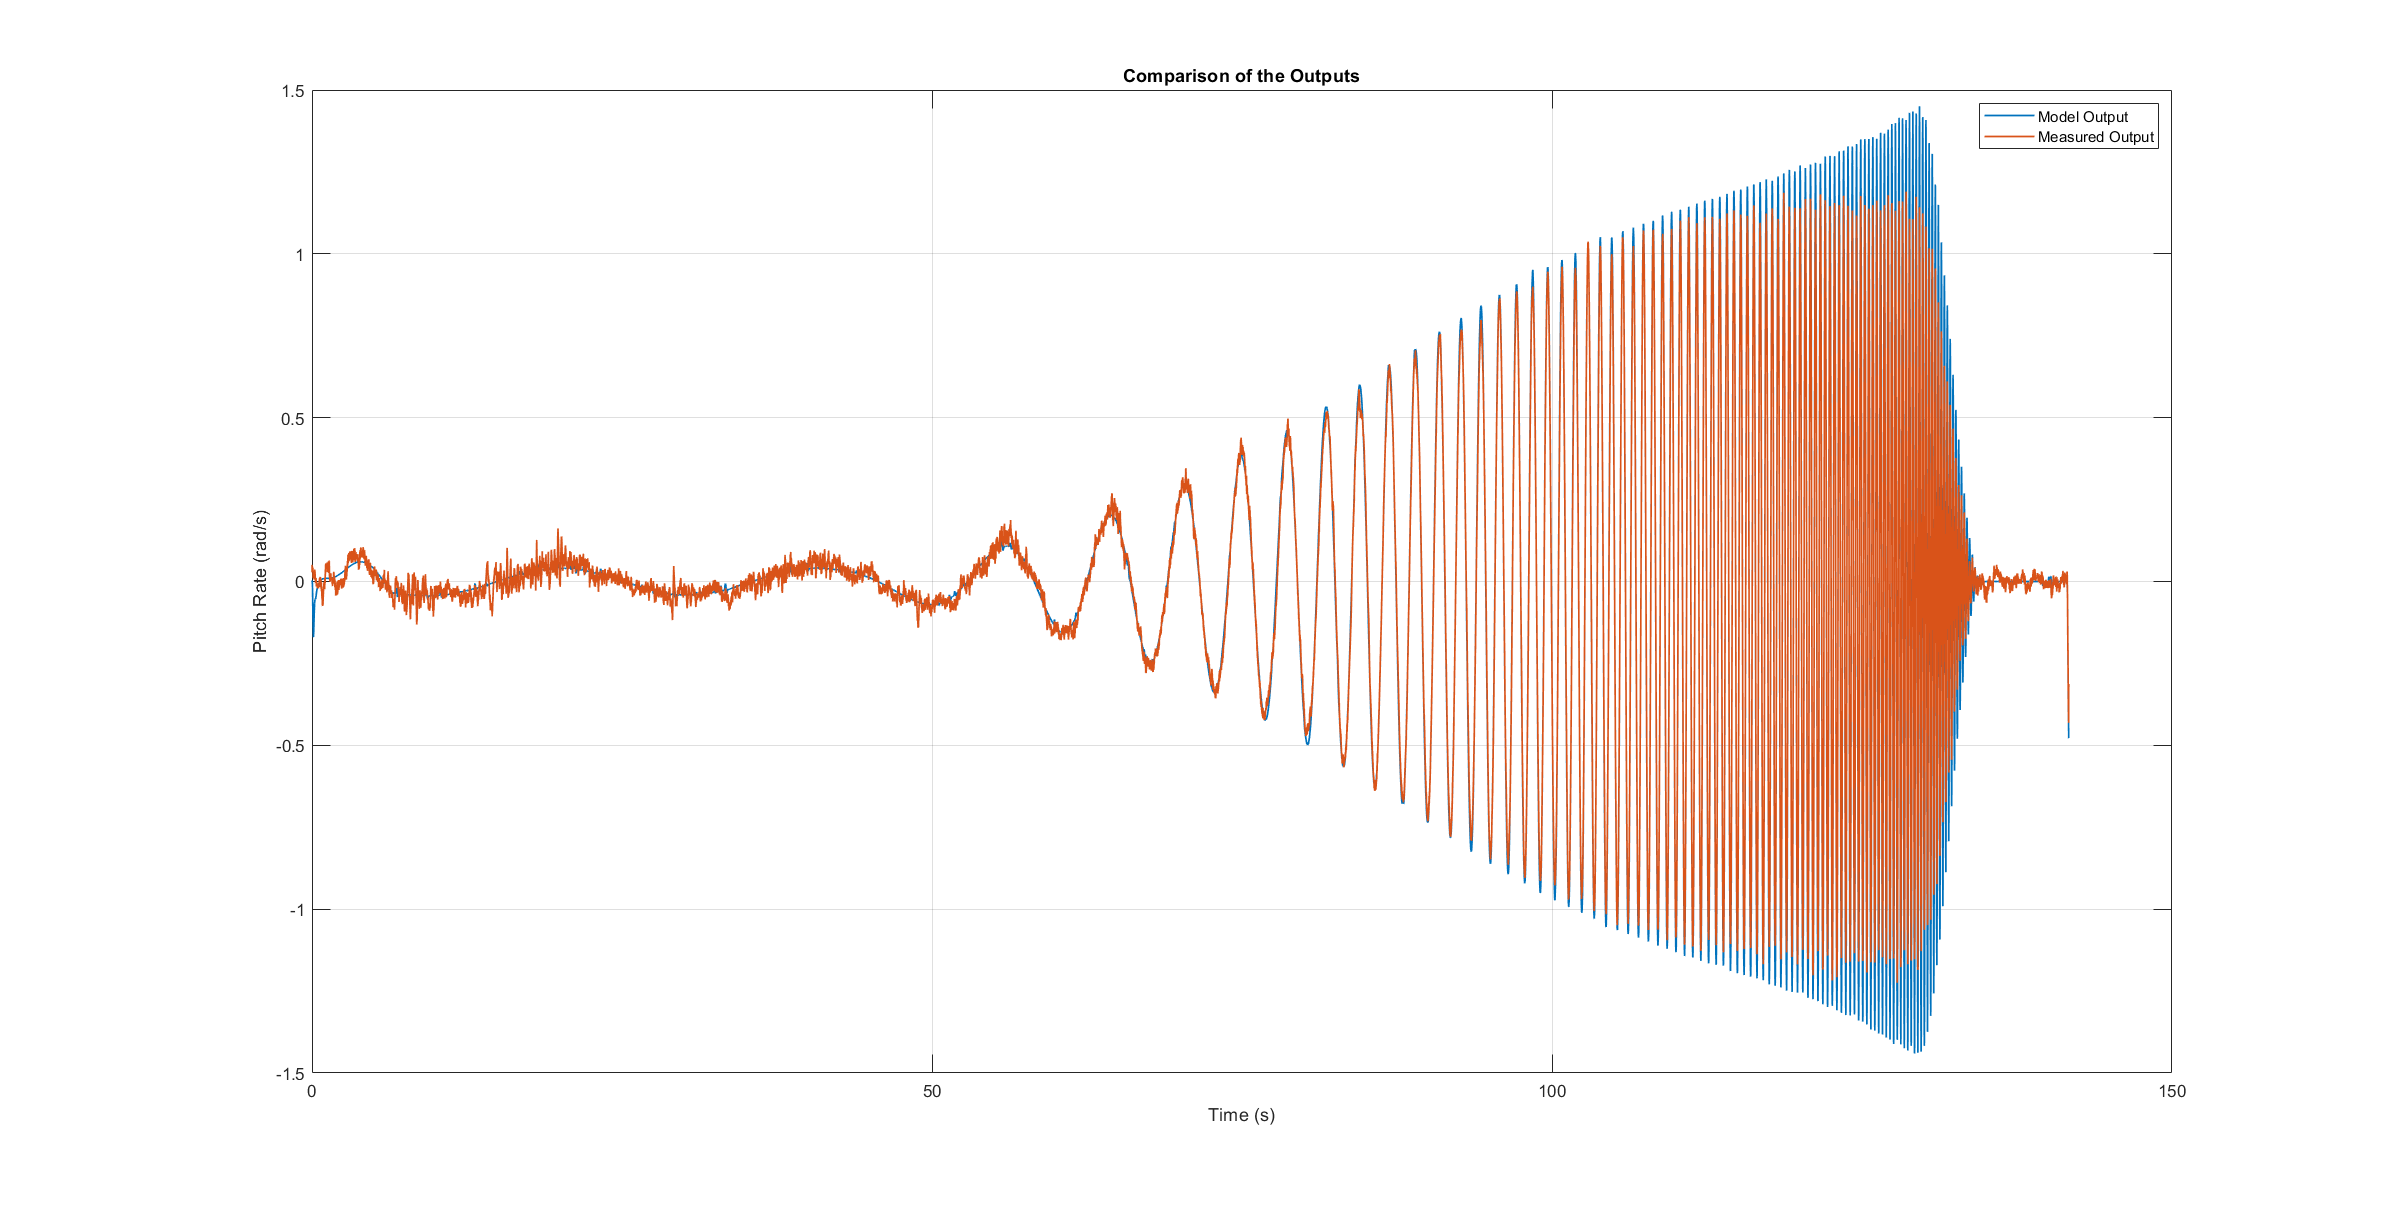 Comparison of the Outputs
Model Output
Measured Output
1.5
1
0.5
0
-0.5
-1
-1.5
Pitch Rate (rad/s)
0
50
100
150
Time (s)